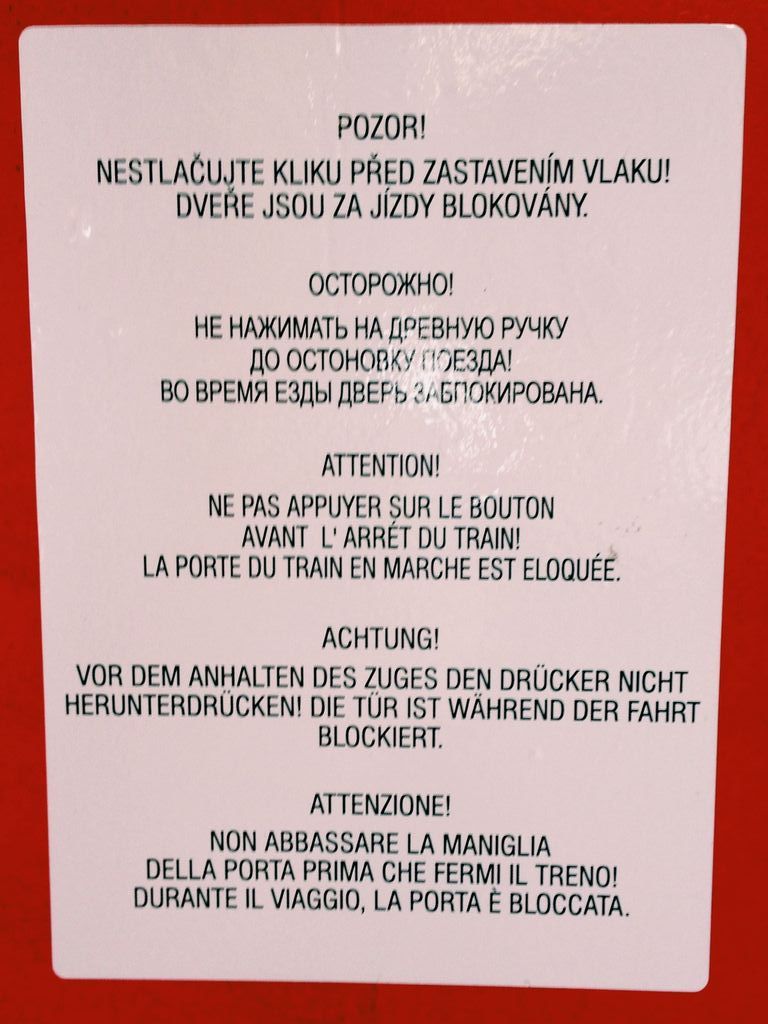 POZOR!
NESTLAČUJTE KLIKU PŘED ZASTAVENÍM VLAKU!
DVEŘE JSOU ZA JÍZDY BLOKOVÁNY.
ОСТОРОЖНО!
НЕ НАЖИМАТЬ НА ДРЕВНУЮ РУЧКУ
ДО ОСТОНОВКУ ПОЕЗДА!
ВО ВРЕМЯ ЕЗДЫ ДВЕРЬ ЗАБПОКИРОВАНА.
ATTENTION!
NE PAS APPUYER SUR LE BOUTON
AVANT L' ARRÉT DU TRAIN!
LA PORTE DU TRAIN EN MARCHE EST ELOQUÉE.
ACHTUNG!
VOR DEM ANHALTEN DES ZUGES DEN DRÜCKER NICHT
HERUNTERDRÜCKEN! DIE TÜR IST WÄHREND DER FAHRT
BLOCKIERT.
ATTENZIONE!
NON ABBASSARE LA MANIGLIA
DELLA PORTA PRIMA CHE FERMI IL TRENO!
DURANTE IL VIAGGIO, LA PORTA È BLOCCATA.